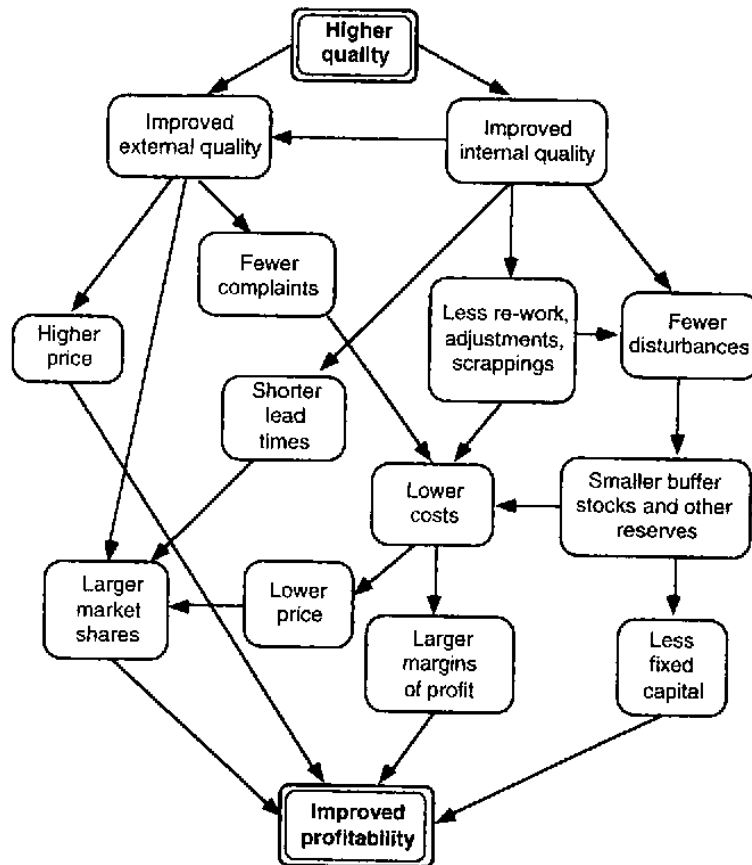 Higher
quality
Improved
external quality
Improved
internal quality
Fewer
complaints
Less re-work,
adjustments,
scrappings
Fewer
disturbances
Higher
price
Shorter
lead
times
Lower
costs
Smaller buffer
stocks and other
reserves
Larger
market
shares
Lower
price
Larger
margins
of profit
Less
fixed
capital
Improved
profitability